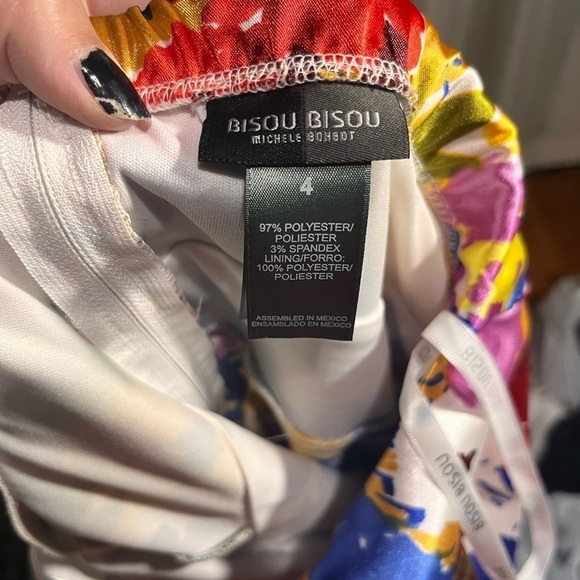 BISOU BISOU
MICHELE BOHBOT
4
97% POLYESTER/
POLIESTER
3% SPANDEX
LINING/FORRO:
100% POLYESTER/
POLIESTER
ASSEMBLED IN MEXICO
ENSAMBLADO EN MEXICO
BISOU BISOU